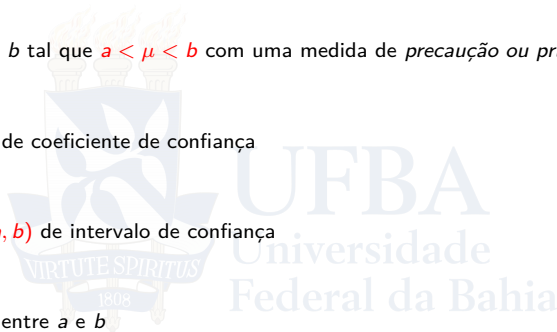 b tal que a < μ < b com uma medida de precaução ou
de coeficiente de confiança
, b) de intervalo de confiança
entre a e b
UFBA
Universidade
Federal da Bahia
VIRTUTE SPIRITUS
1808